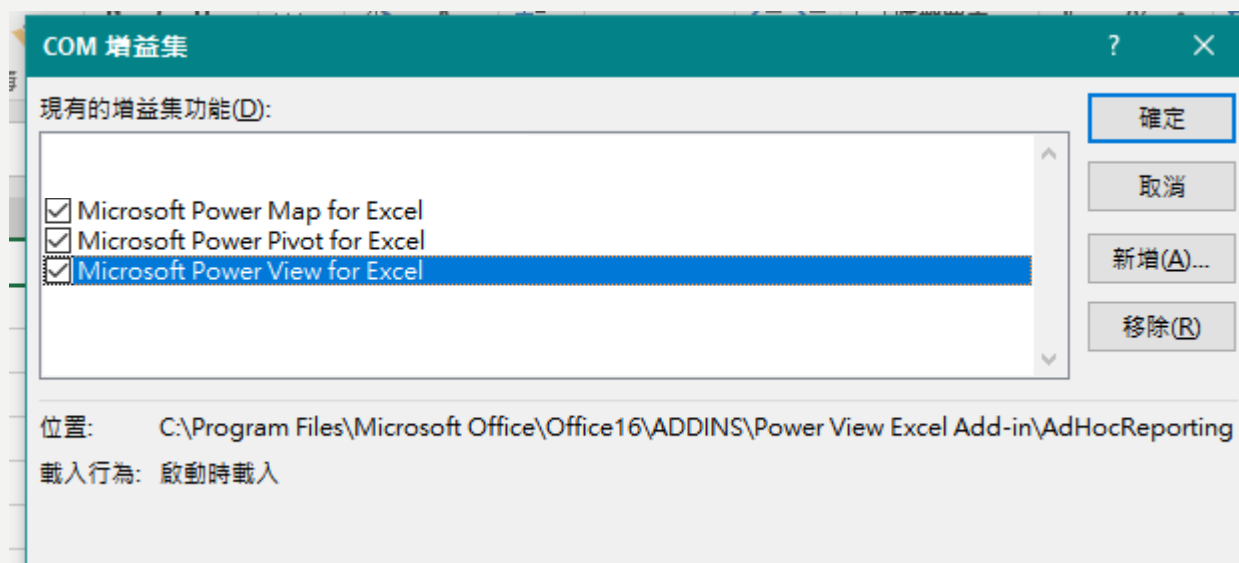 COM 增益集
?
現有的增益集功能(D):
確定
Microsoft Power Map for Excel
Microsoft Power Pivot for Excel
Microsoft Power View for Excel
取消
新增(A)...
移除(R)
位置: C:\Program Files\Microsoft Office\Office16\ADDINS\Power View Excel Add-in\AdHocReporting
載入行為: 啟動時載入